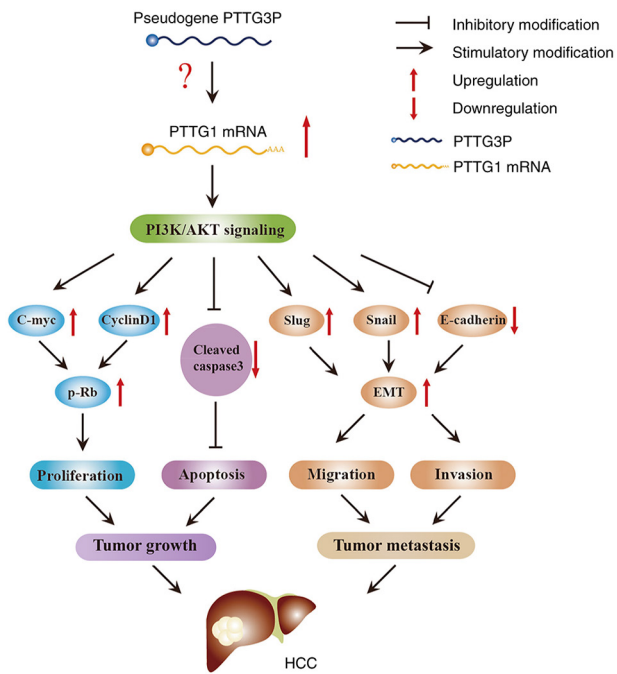 Pseudogene PTTG3P
?
PTTG1 mRNA
AAA
Inhibitory modification
Stimulatory modification
Upregulation
Downregulation
PTTG3P
PTTG1 mRNA
PI3K/AKT signaling
C-myc
CyclinD1
Cleaved
caspase3
Slug
Snail
E-cadherin
p-Rb
EMT
Proliferation
Apoptosis
Migration
Invasion
Tumor growth
Tumor metastasis
HCC